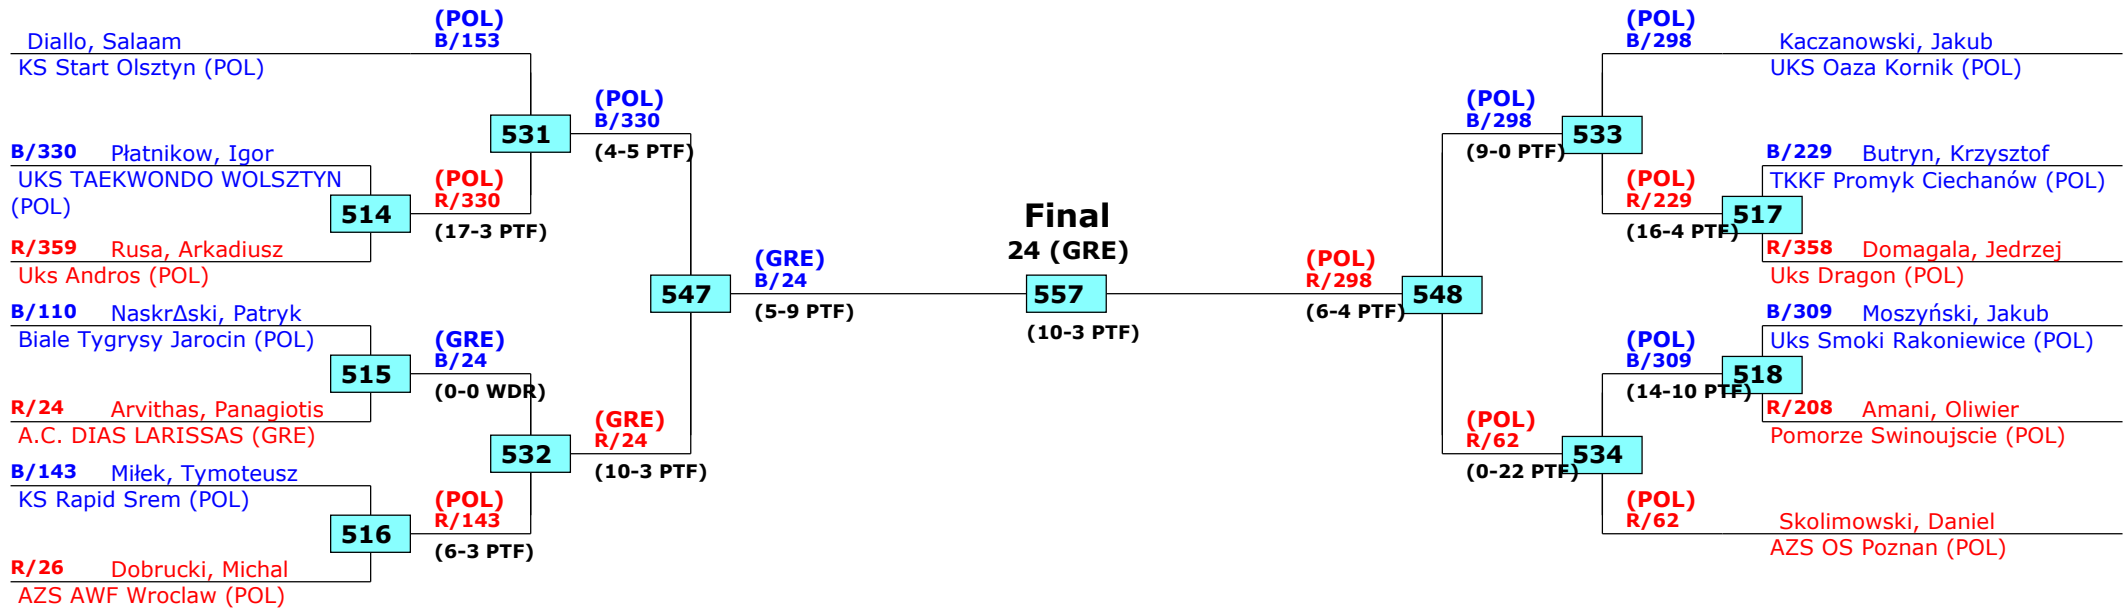 (POL)
Diallo, Salaam
B/153
KS Start Olsztyn (POL)
(POL)
B/330
531
(4-5 PTF)
B/330 Płatnikow, Igor
UKS TAEKWONDO WOLSZTYN
(POL)
514
(POL)
R/330
(17-3 PTF)
R/359 Rusa, Arkadiusz
Uks Andros (POL)
547
(GRE)
B/24
(5-9 PTF)
B/110 Naskr∆ski, Patryk
Biale Tygrysy Jarocin (POL)
515
(GRE)
B/24
(0-0 WDR)
R/24 Arvithas, Panagiotis
A.C. DIAS LARISSAS (GRE)
532
(GRE)
R/24
(10-3 PTF)
B/143 Miłek, Tymoteusz
KS Rapid Srem (POL)
516
(POL)
R/143
(6-3 PTF)
R/26 Dobrucki, Michal
AZS AWF Wroclaw (POL)
Final
24 (GRE)
557
(10-3 PTF)
(POL)
R/298
(6-4 PTF)
548
(POL)
B/298
(9-0 PTF)
533
(POL)
B/298
Kaczanowski, Jakub
UKS Oaza Kornik (POL)
B/229 Butryn, Krzysztof
TKKF Promyk Ciechanów (POL)
(POL)
R/229
(16-4 PTF)
517
R/358 Domagala, Jedrzej
Uks Dragon (POL)
B/309 Moszyński, Jakub
Uks Smoki Rakoniewice (POL)
(POL)
B/309
(14-10 PTF)
518
R/208 Amani, Oliwier
Pomorze Swinoujscie (POL)
(POL)
R/62
(0-22 PTF)
534
(POL)
R/62
Skolimowski, Daniel
AZS OS Poznan (POL)